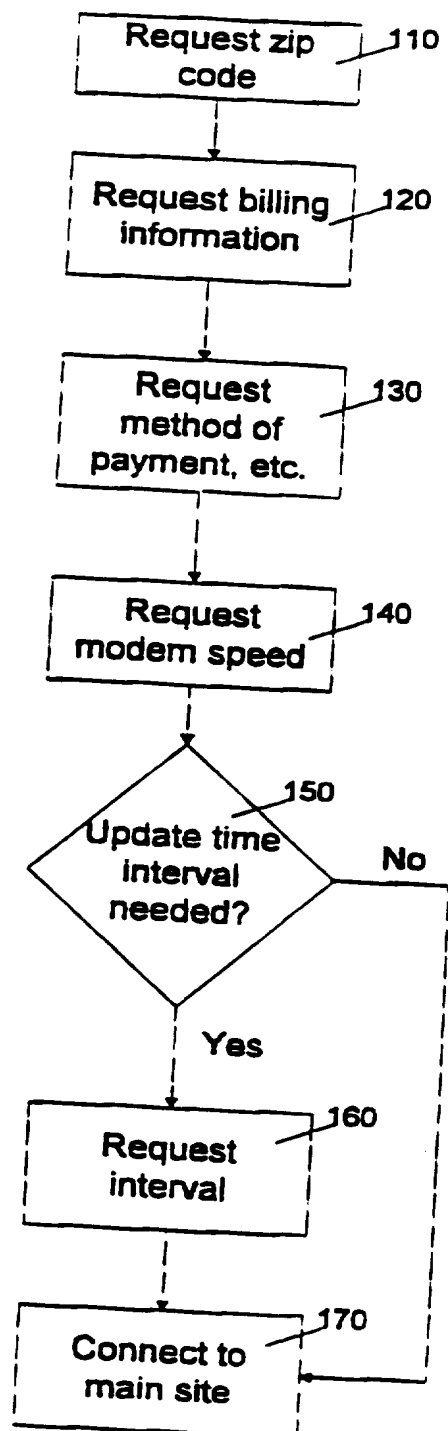 Request zip
code
110
Request billing
information
120
Request
method of
payment, etc.
130
Request
modem speed
140
Update time
interval
needed?
150
No
Yes
Request
interval
160
Connect to
main site
170